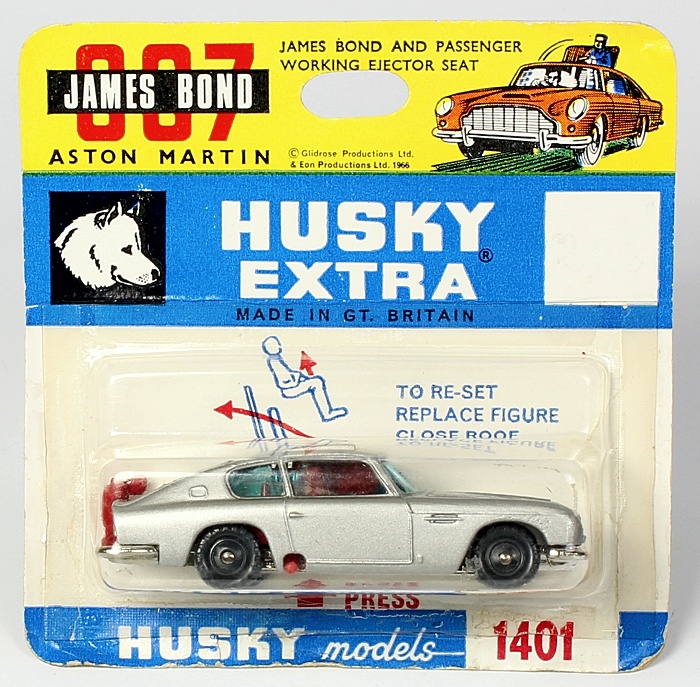 007
JAMES BOND
ASTON MARTIN
JAMES BOND AND PASSENGER
WORKING EJECTOR SEAT
© Glidrose Productions Ltd.
& Eon Productions Ltd. 1966
HUSKY®
EXTRA
MADE IN GT. BRITAIN
TO RE-SET
REPLACE FIGURE
CLOSE ROOF
PRESS
HUSKY models
1401